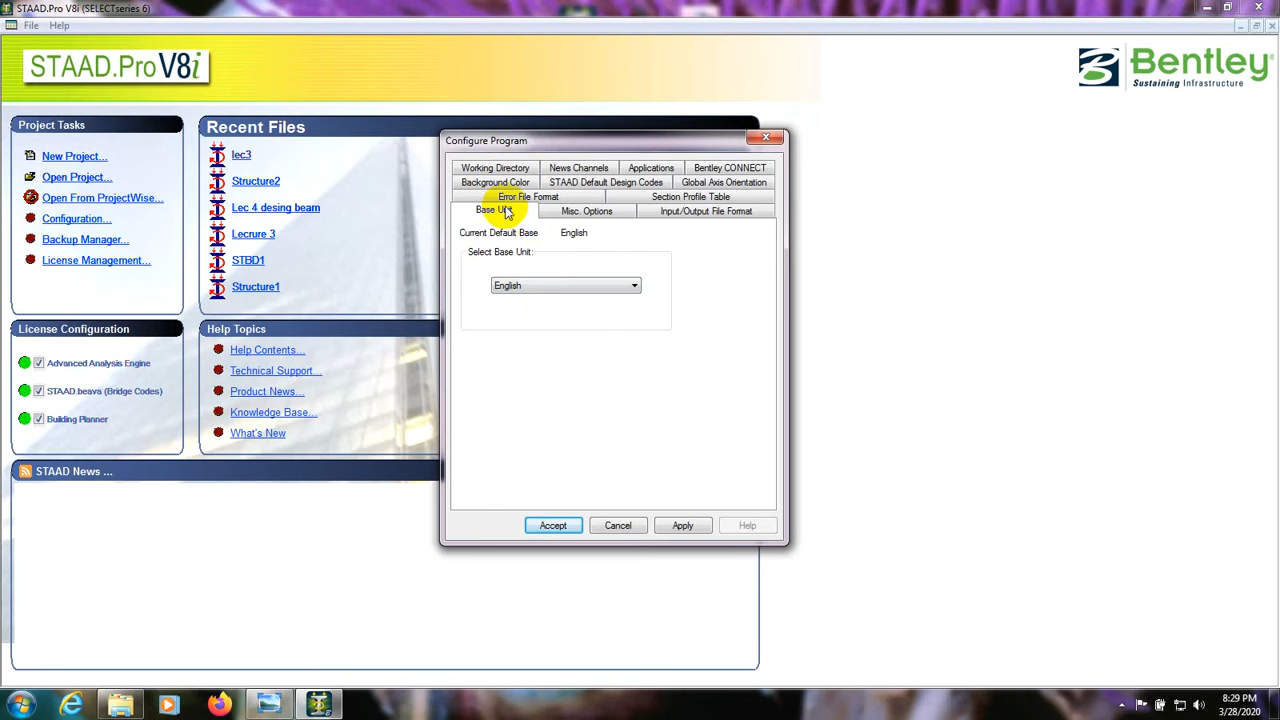 STAAD.Pro V8i (SELECTseries 6)
File Help
STAAD.ProV8i
Bentley
Sustaining Infrastructure
Project Tasks
New Project...
Open Project...
Open From ProjectWise...
Configuration...
Backup Manager...
License Management...
Recent Files
lec3
Structure2
Lec 4 desing beam
Lecrure 3
STBD1
Structure1
License Configuration
Advanced Analysis Engine
STAAD.beava (Bridge Codes)
Building Planner
Help Topics
Help Contents...
Technical Support...
Product News...
Knowledge Base...
What's New
STAAD News ...
Configure Program
Working Directory News Channels Applications Bentley CONNECT
Background Color STAAD Default Design Codes Global Axis Orientation
Error File Format Section Profile Table
Base Unit Misc. Options Input/Output File Format
Current Default Base English
Select Base Unit:
English
Accept Cancel Apply Help
8:29 PM
3/28/2020